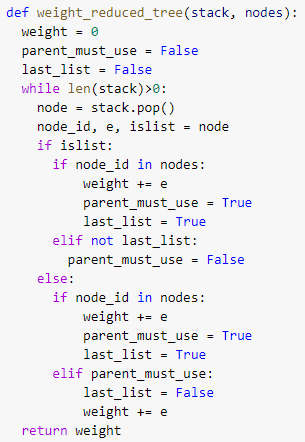 def weight_reduced_tree(stack, nodes):
  weight = 0
  parent_must_use = False
  last_list = False
  while len(stack)>0:
    node = stack.pop()
    node_id, e, islist = node
    if islist:
      if node_id in nodes:
          weight += e
          parent_must_use = True
          last_list = True
      elif not last_list:
        parent_must_use = False
    else:
      if node_id in nodes:
          weight += e
          parent_must_use = True
          last_list = True
      elif parent_must_use:
          last_list = False
          weight += e
  return weight